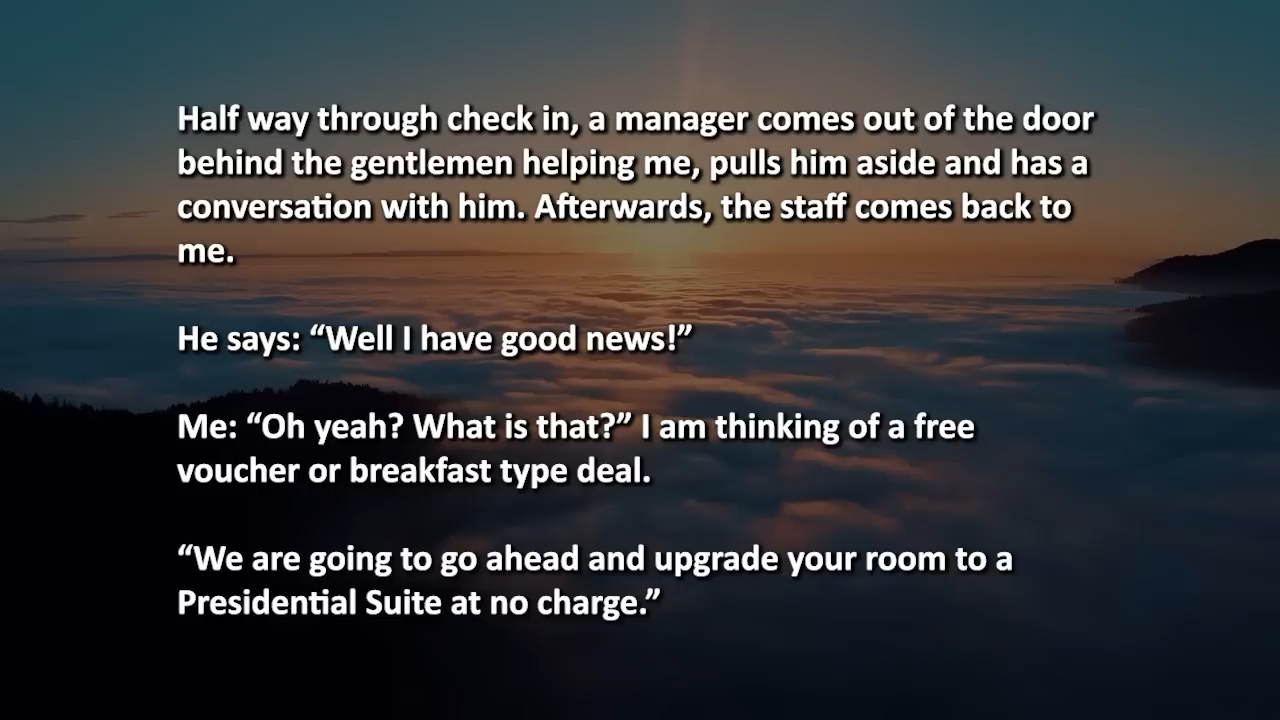 Half way through check in, a manager comes out of the door
behind the gentlemen helping me, pulls him aside and has a
conversation with him. Afterwards, the staff comes back to
me.
He says: “Well I have good news!”
Me: “Oh yeah? What is that?” I am thinking of a free
voucher or breakfast type deal.
“We are going to go ahead and upgrade your room to a
Presidential Suite at no charge.”